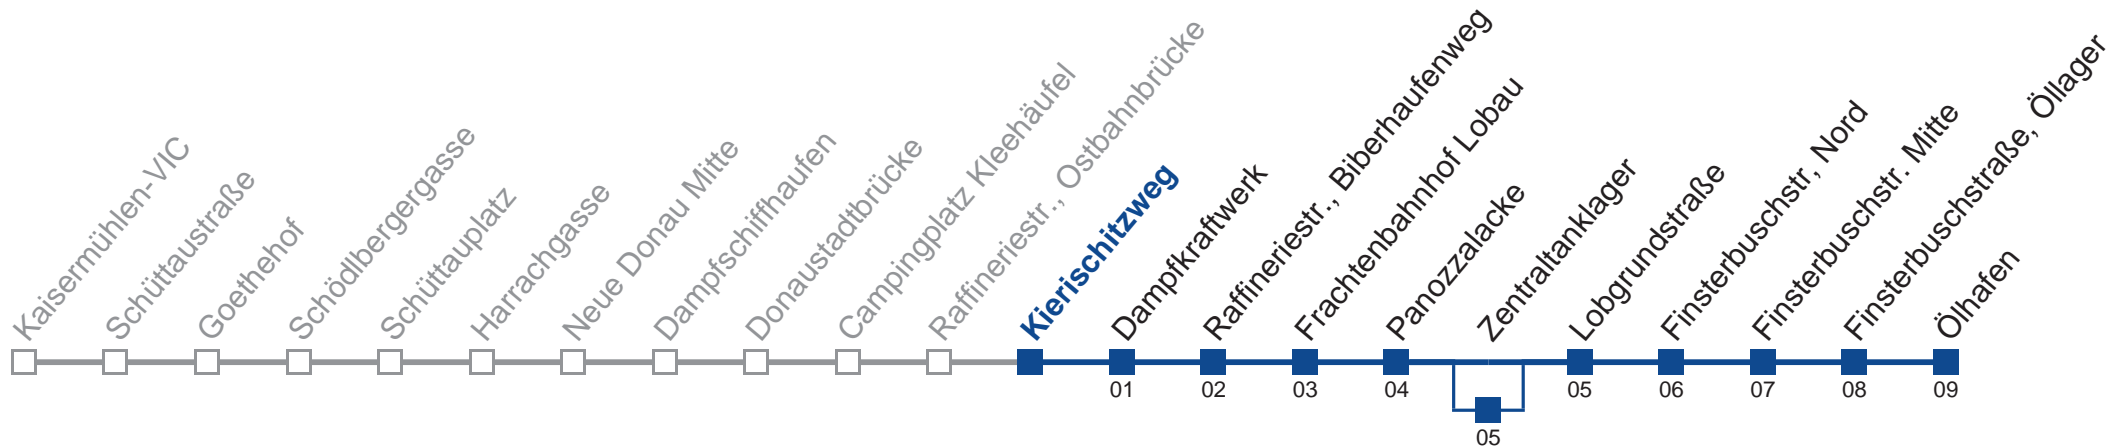 Kaisermühlen-VIC
Schüttaustraße
Goethehof
Schödlbergergasse
Schüttauplatz
Harrachgasse
Neue Donau Mitte
Dampfschiffhaufen
Donaustadtbrücke
Campingplatz Kleehäufel
Raffineriestr., Ostbahnbrücke
Kierischitzweg
Dampfkraftwerk
Raffineriestr., Biberhaufenweg
Frachtenbahnhof Lobau
Panozzalacke
Zentraltanklager
Lobgrundstraße
Finsterbuschstr, Nord
Finsterbuschstr. Mitte
Finsterbuschstraße, Öllager
Ölhafen
01 02 03 04 05 06 07 08 09
05